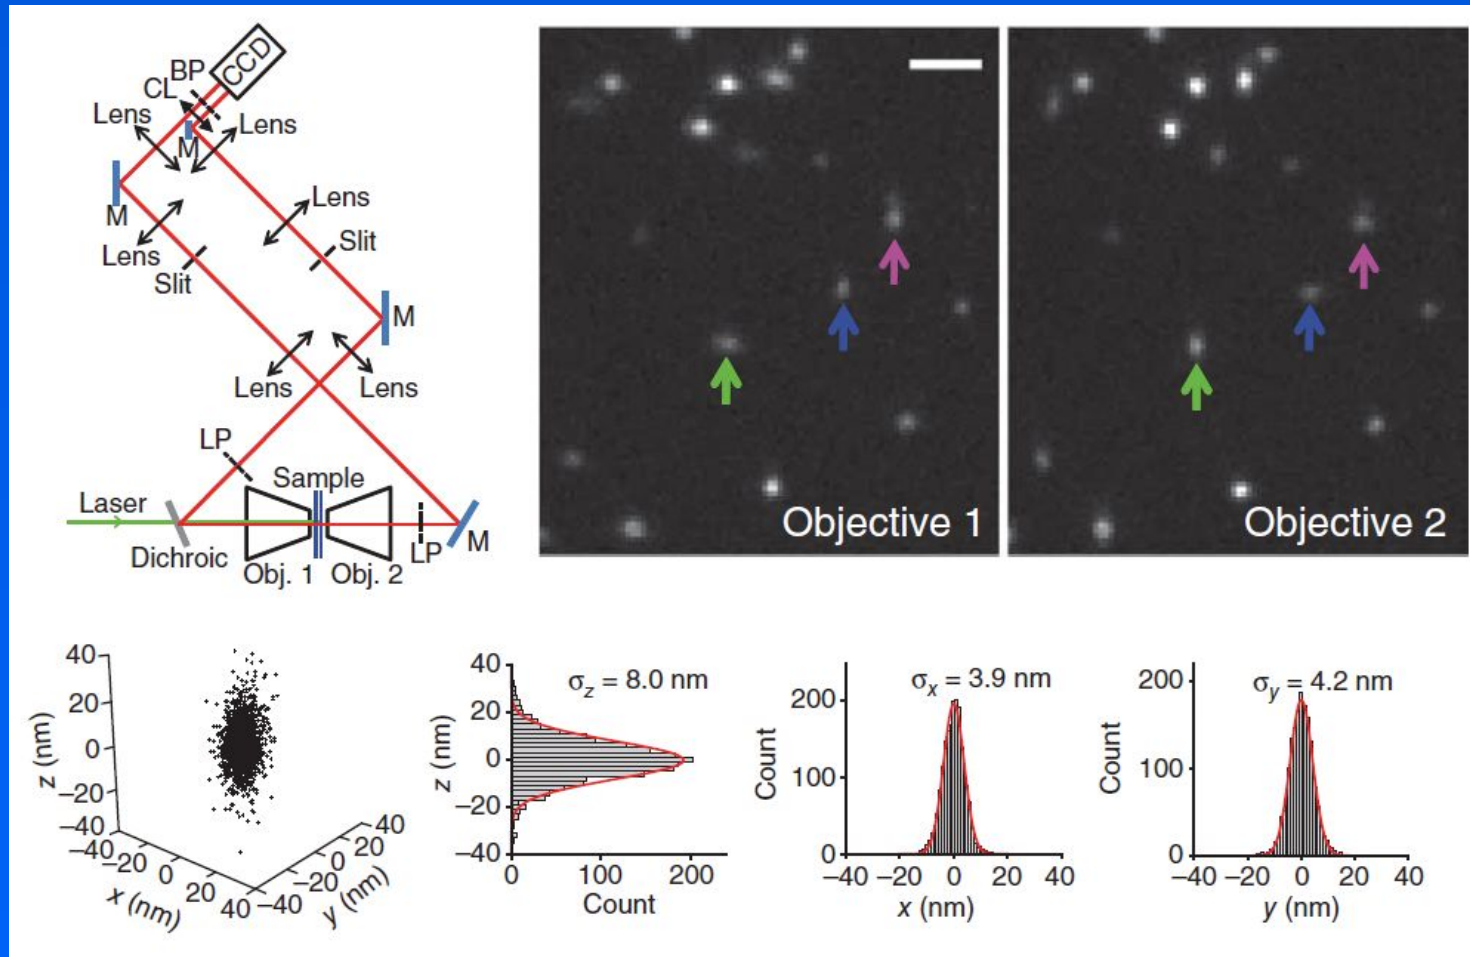 CCD
BP
CL
Lens
Lens
M
M
Lens
Lens
Slit
Slit
M
Lens
Lens
LP
Sample
Laser
Dichroic
Obj. 1
Obj. 2
LP
M
Objective 1
Objective 2
40
20
0
–20
–40
z (nm)
–40
–20
0
20
40
x (nm)
–40
–20
0
20
40
y (nm)
σz = 8.0 nm
40
20
0
–20
–40
z (nm)
0
100
200
Count
σx = 3.9 nm
200
100
0
Count
–40 –20 0 20 40
x (nm)
σy = 4.2 nm
200
100
0
Count
–40 –20 0 20 40
y (nm)